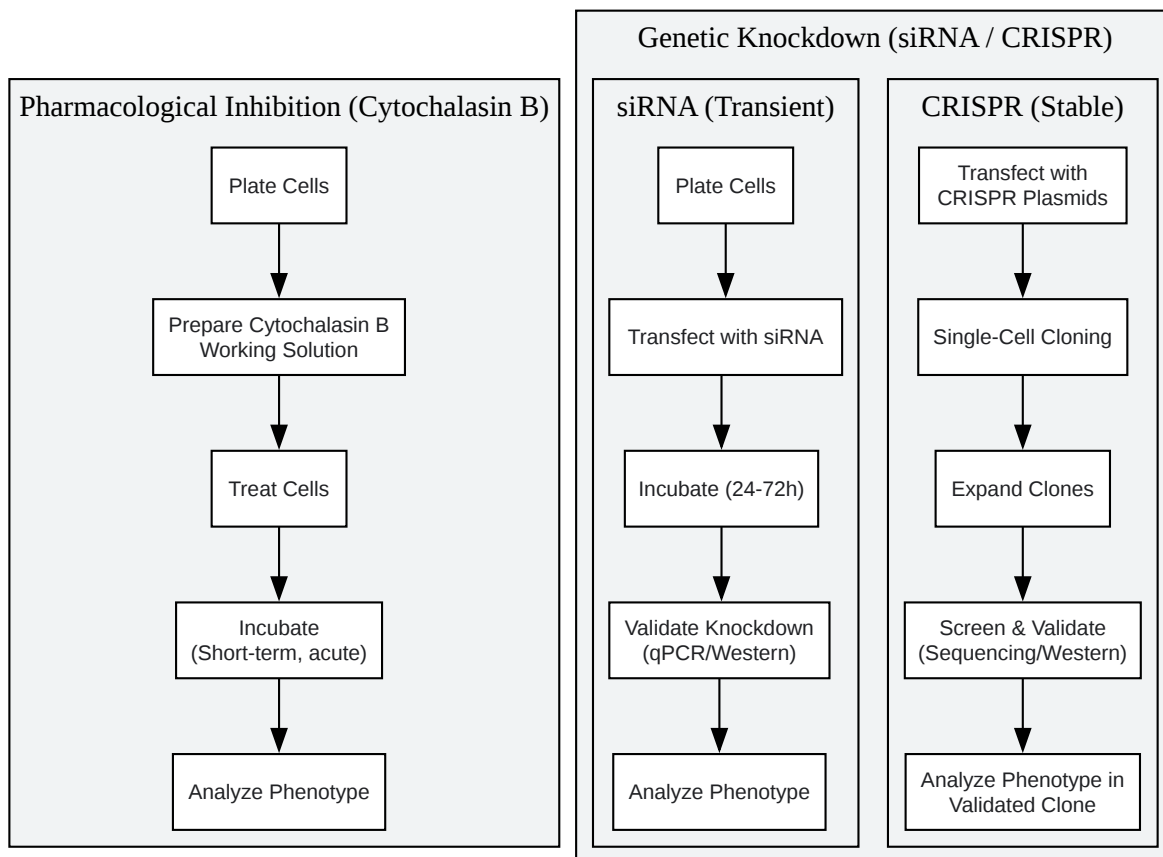 Genetic Knockdown (siRNA / CRISPR)
Pharmacological Inhibition (Cytochalasin B)
Plate Cells
Prepare Cytochalasin B
Working Solution
Treat Cells
Incubate
(Short-term, acute)
Analyze Phenotype
siRNA (Transient)
Plate Cells
Transfect with siRNA
Incubate (24-72h)
Validate Knockdown
(qPCR/Western)
Analyze Phenotype
CRISPR (Stable)
Transfect with
CRISPR Plasmids
Single-Cell Cloning
Expand Clones
Screen & Validate
(Sequencing/Western)
Analyze Phenotype in
Validated Clone